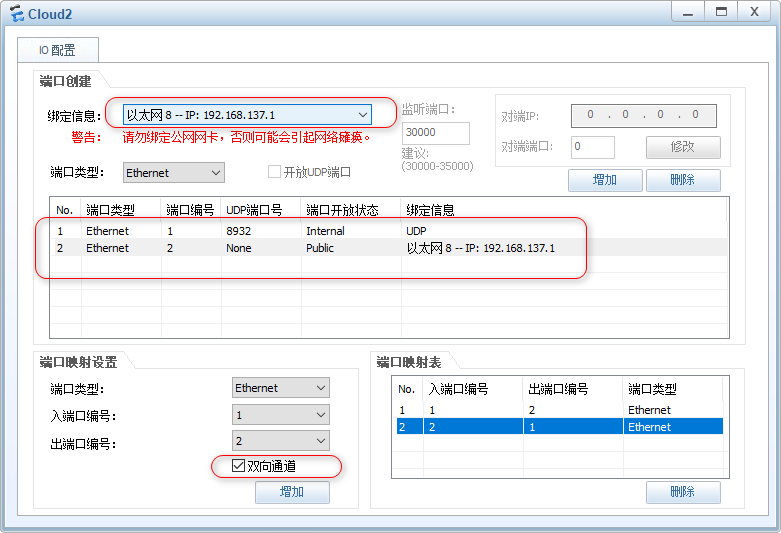 Cloud2
IO 配置
端口创建
绑定信息: 以太网 8 -- IP: 192.168.137.1
警告: 请勿绑定公网网卡，否则可能会引起网络瘫痪。
端口类型: Ethernet 开放UDP端口
监听端口:
30000
建议:
(30000-35000)
对端IP: 0 . 0 . 0 . 0
对端端口: 0 修改
增加 删除
No. 端口类型 端口编号 UDP端口号 端口开放状态 绑定信息
1 Ethernet 1 8932 Internal UDP
2 Ethernet 2 None Public 以太网 8 -- IP: 192.168.137.1
端口映射设置
端口类型: Ethernet
入端口编号: 1
出端口编号: 2
双向通道
增加
端口映射表
No. 入端口编号 出端口编号 端口类型
1 1 2 Ethernet
2 2 1 Ethernet
删除